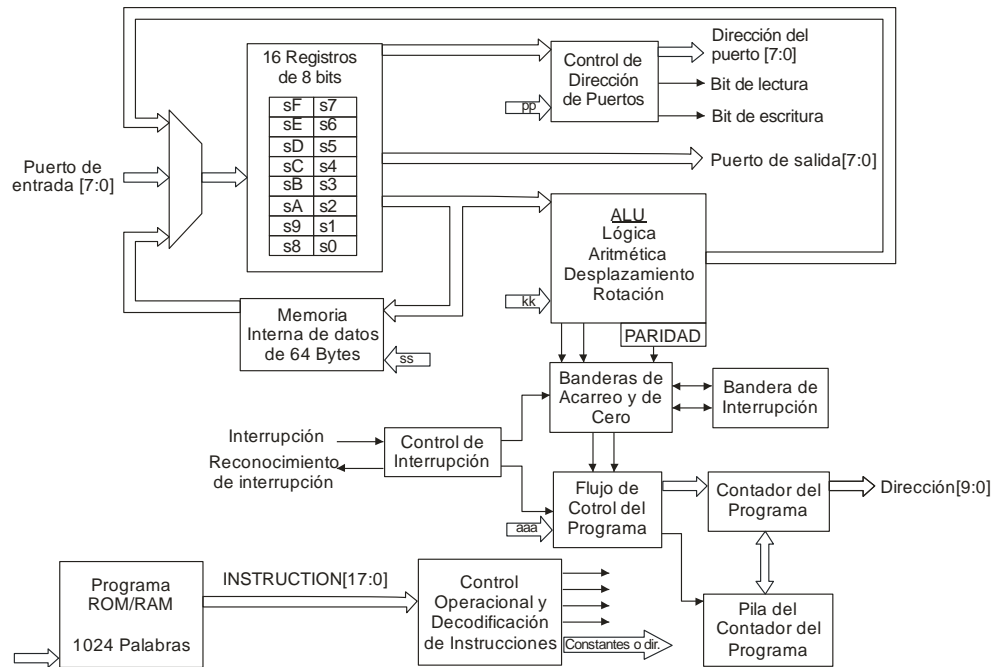 16 Registros
de 8 bits
sF s7
sE s6
sD s5
sC s4
sB s3
sA s2
s9 s1
s8 s0
Control de
Dirección
de Puertos
pp
Dirección del
puerto [7:0]
Bit de lectura
Bit de escritura
Puerto de
entrada [7:0]
Puerto de salida[7:0]
ALU
Lógica
Aritmética
Desplazamiento
Rotación
kk
PARIDAD
Memoria
Interna de datos
de 64 Bytes
ss
Banderas de
Acarreo y de
Cero
Bandera de
Interrupción
Interrupción
Reconocimiento
de interrupción
Control de
Interrupción
Flujo de
Cotrol del
Programa
aaa
Contador del
Programa
Dirección[9:0]
Programa
ROM/RAM
1024 Palabras
INSTRUCTION[17:0]
Control
Operacional y
Decodificación
de Instrucciones
Constantes o dir.
Pila del
Contador del
Programa